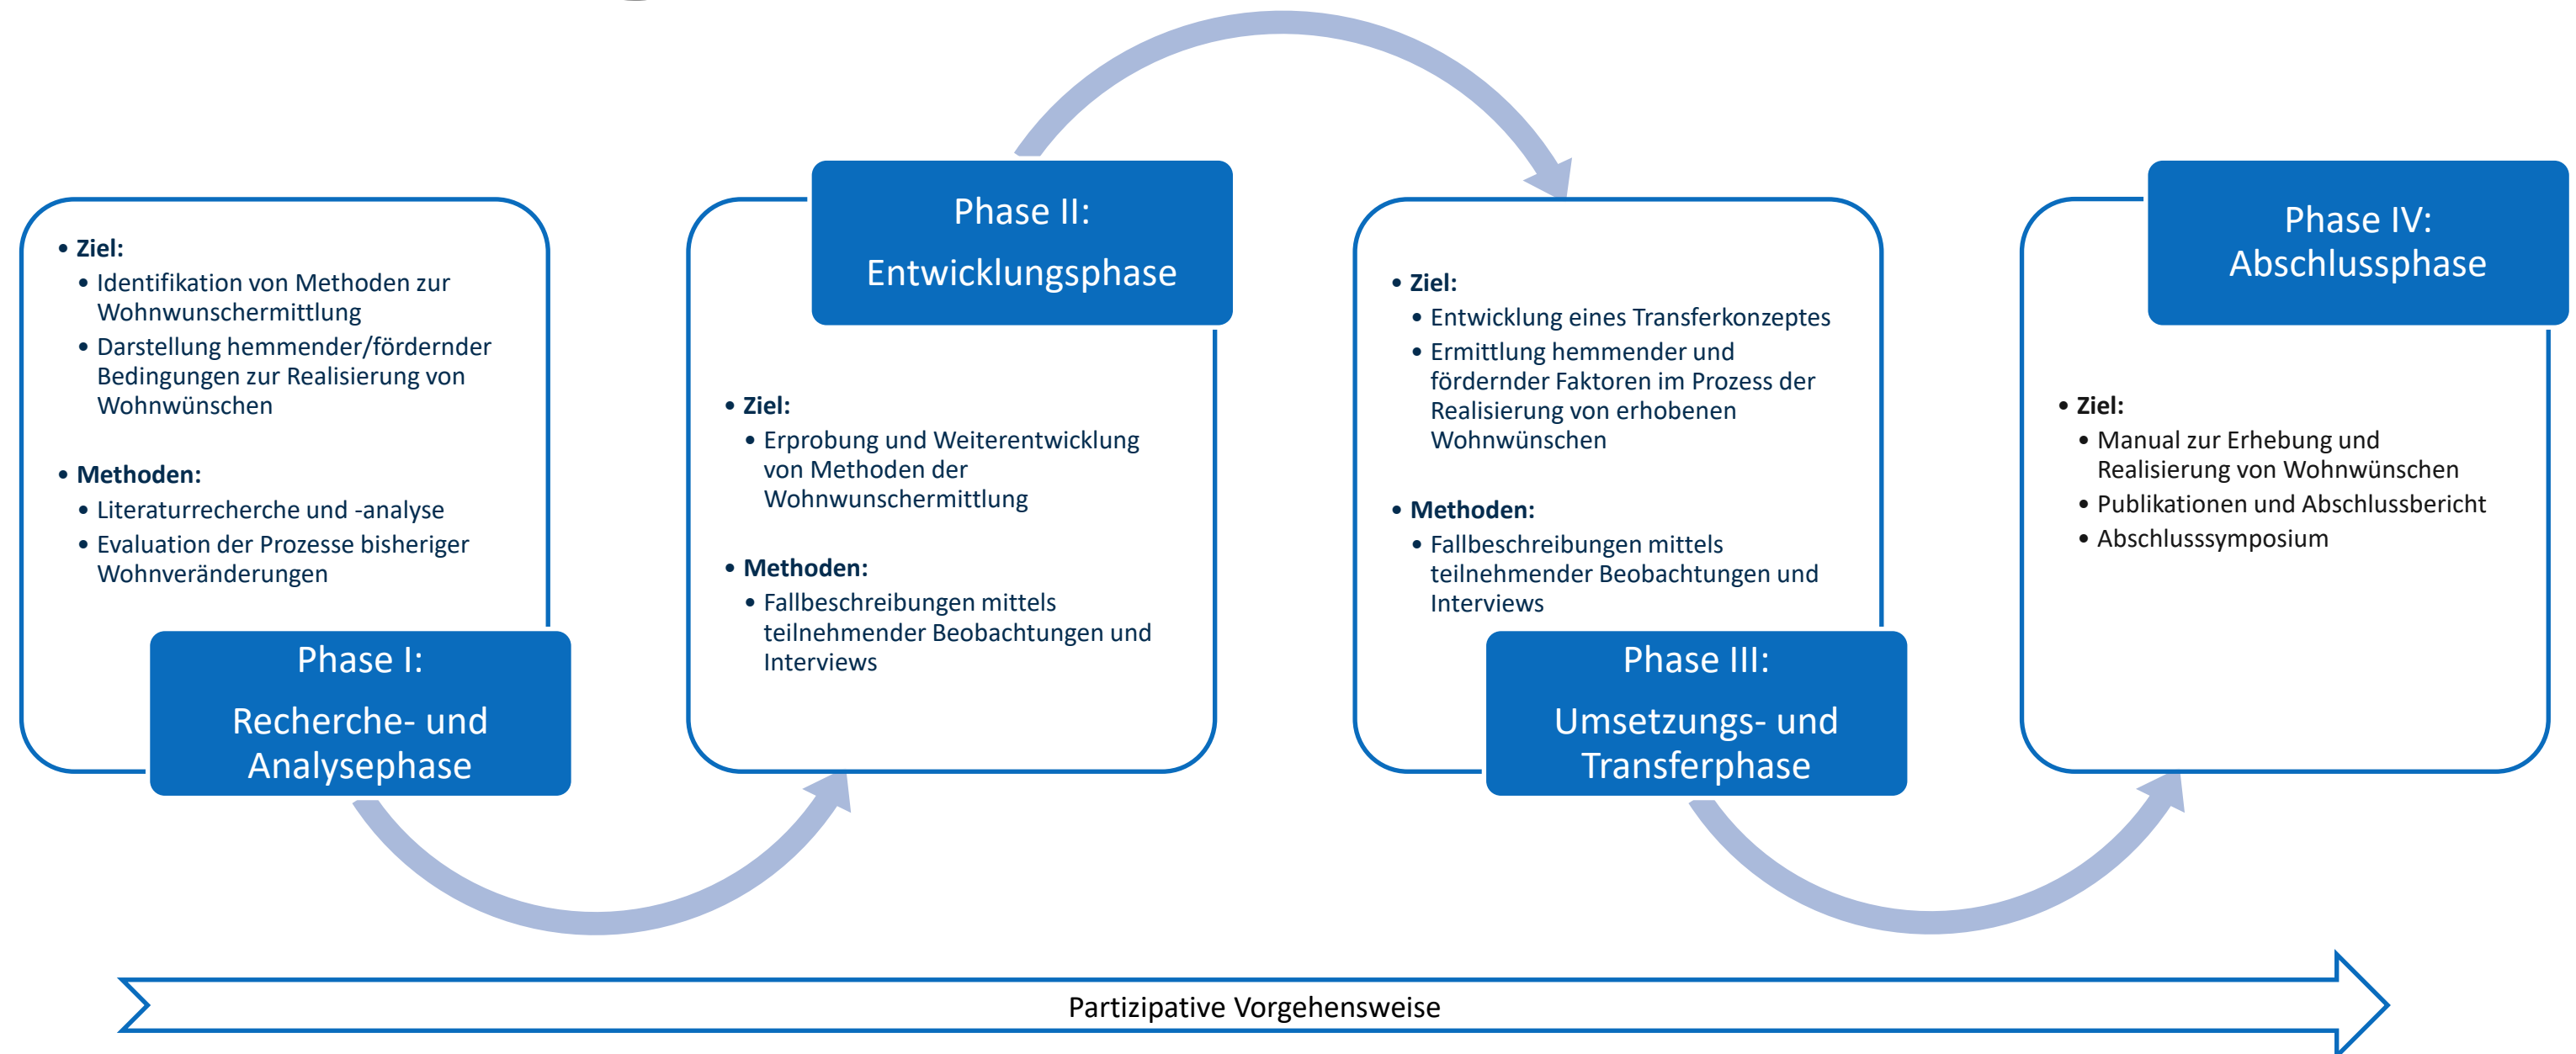 • Ziel:
• Identifikation von Methoden zur
Wohnwunschermittlung
• Darstellung hemmender/fördernder
Bedingungen zur Realisierung von
Wohnwünschen
• Methoden:
• Literaturrecherche und -analyse
• Evaluation der Prozesse bisheriger
Wohnveränderungen
Phase I:
Recherche- und
Analysephase
Phase II:
Entwicklungsphase
• Ziel:
• Erprobung und Weiterentwicklung
von Methoden der
Wohnwunschermittlung
• Methoden:
• Fallbeschreibungen mittels
teilnehmender Beobachtungen und
Interviews
• Ziel:
• Entwicklung eines Transferkonzeptes
• Ermittlung hemmender und
fördernder Faktoren im Prozess der
Realisierung von erhobenen
Wohnwünschen
• Methoden:
• Fallbeschreibungen mittels
teilnehmender Beobachtungen und
Interviews
Phase III:
Umsetzungs- und
Transferphase
Phase IV:
Abschlussphase
• Ziel:
• Manual zur Erhebung und
Realisierung von Wohnwünschen
• Publikationen und Abschlussbericht
• Abschlusssymposium
Partizipative Vorgehensweise